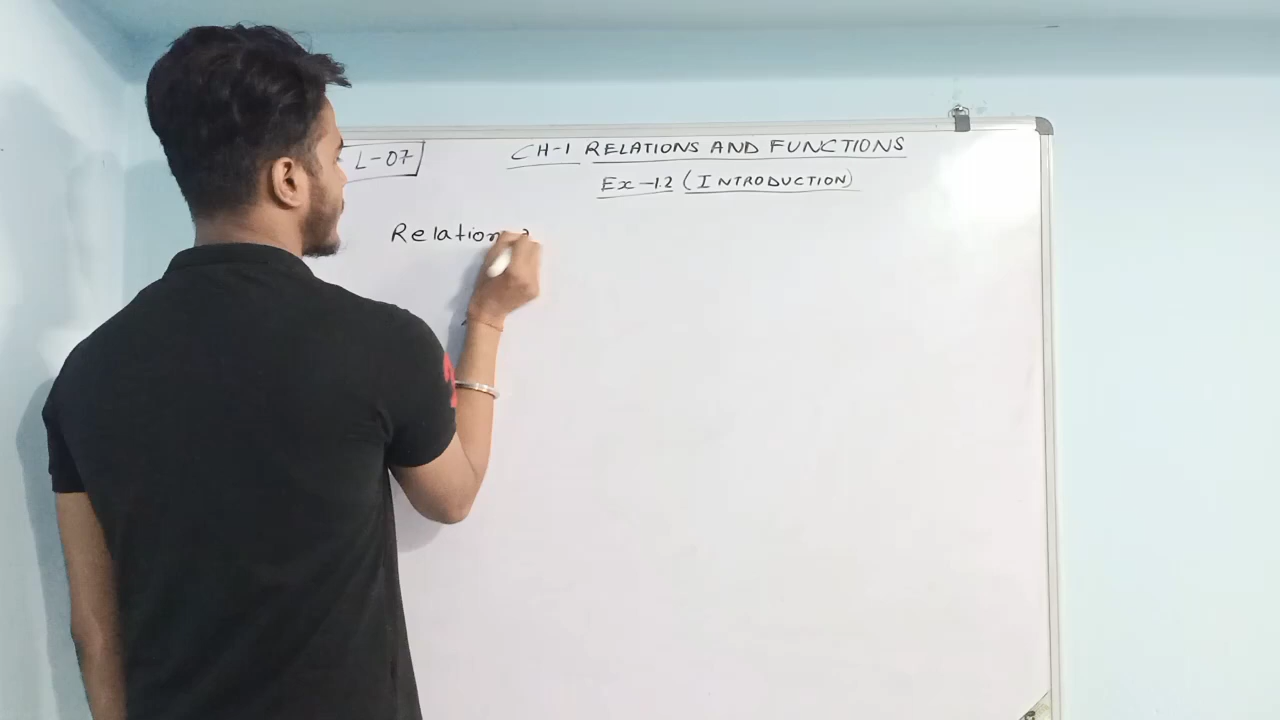 L-07
CH-1 RELATIONS AND FUNCTIONS
Ex-1.2 (INTRODUCTION)
Relation